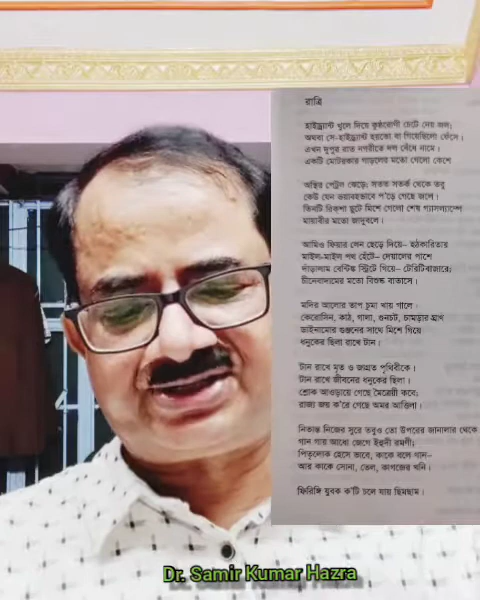 রাত্রি
হাইড্র্যান্ট খুলে দিয়ে কুষ্ঠরোগী চেটে নেয় জল;
অথবা সে-হাইড্র্যান্ট হয়তো বা গিয়েছিলো ফেঁসে।
এখন দুপুর রাত নগরীতে দল বেঁধে নামে।
একটি মোটরকার গাড়লের মতো গেলো কেশে
অস্থির পেট্রল ঝেড়ে; সতত সতর্ক থেকে তবু
কেউ যেন ভয়াবহভাবে প'ড়ে গেছে জলে।
তিনটি রিক্‌শা ছুটে মিশে গেলো শেষ গ্যাসল্যাম্পে
মায়াবীর মতো জাদুবলে।
আমিও ফিয়ার লেন ছেড়ে দিয়ে– হঠকারিতায়
মাইল-মাইল পথ হেঁটে– দেয়ালের পাশে
দাঁড়ালাম বেন্টিঙ্ক স্ট্রিটে গিয়ে– টেরিটিবাজারে;
চীনেবাদামের মতো বিশুষ্ক বাতাসে।
মদির আলোর তাপ চুমা খায় গালে।
কেরোসিন, কাঠ, গালা, গুনচট, চামড়ার ঘ্রাণ
ডাইনামোর গুঞ্জনের সাথে মিশে গিয়ে
ধনুকের ছিলা রাখে টান।
টান রাখে মৃত ও জাগ্রত পৃথিবীকে।
টান রাখে জীবনের ধনুকের ছিলা।
শ্লোক আওড়ায়ে গেছে মৈত্রেয়ী কবে;
রাজ্য জয় ক'রে গেছে অমর আত্তিলা।
নিতান্ত নিজের সুরে তবুও তো উপরের জানালার থেকে
গান গায় আধো জেগে ইহুদী রমণী;
পিতৃলোক হেসে ভাবে, কাকে বলে গান–
আর কাকে সোনা, তেল, কাগজের খনি।
ফিরিঙ্গি যুবক ক'টি চলে যায় ছিমছাম।
Dr. Samir Kumar Hazra